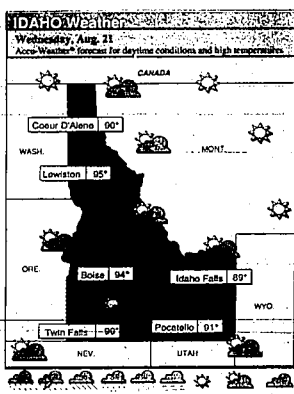 IDAHO Weather
Wednesday, Aug. 21
Accu-Weather® forecast for daytime conditions and high temperatures
CANADA
Coeur D'Alene 90°
WASH.
MONT.
Lewiston 95°
ORE.
Boise 94°
Idaho Falls 89°
WYO.
Twin Falls 99°
Pocatello 91°
NEV.
UTAH